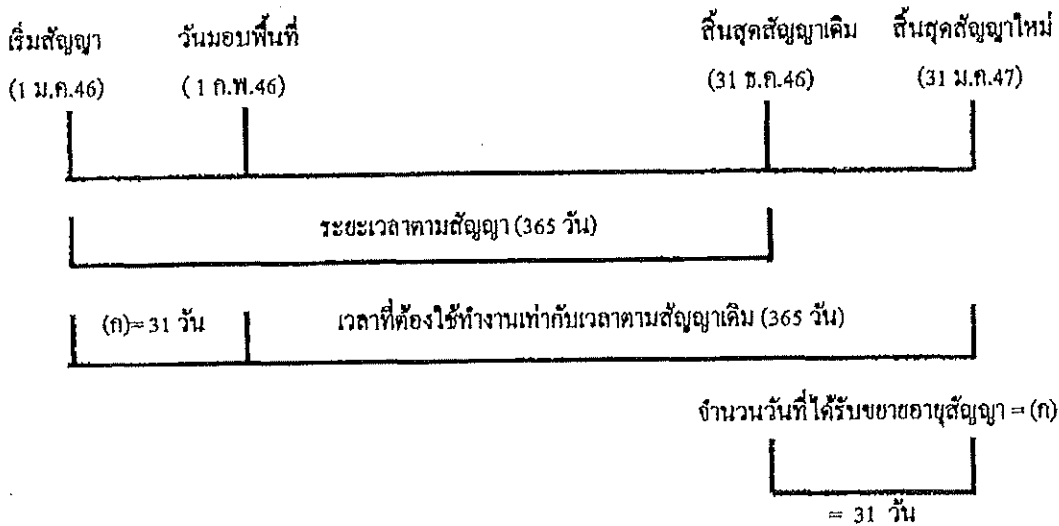 เริ่มสัญญา วันมอบพื้นที่ สิ้นสุดสัญญาเดิม สิ้นสุดสัญญาใหม่
(1 ม.ค.46) (1 ก.พ.46) (31 ธ.ค.46) (31 ม.ค.47)
ระยะเวลาตามสัญญา (365 วัน)
(ก)= 31 วัน เวลาที่ต้องใช้ทำงานเท่ากับเวลาตามสัญญาเดิม (365 วัน)
จำนวนวันที่ได้รับขยายอายุสัญญา = (ก)
= 31 วัน